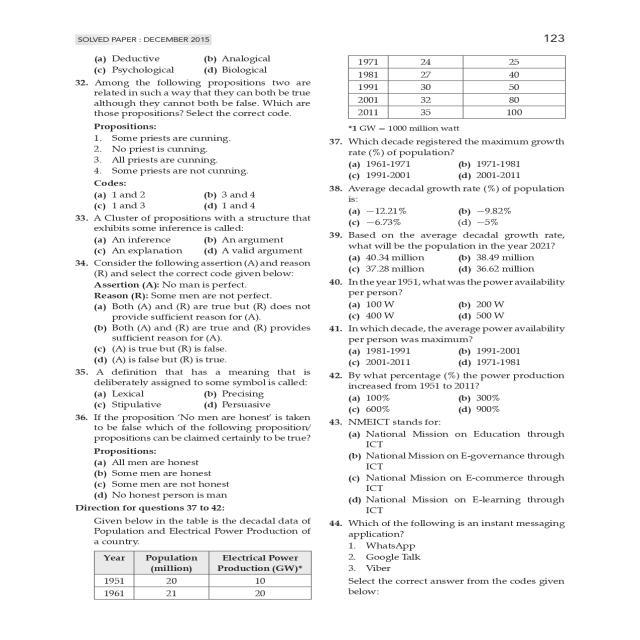 SOLVED PAPER : DECEMBER 2015
123
(a) Deductive (b) Analogical
(c) Psychological (d) Biological
32. Among the following propositions two are
related in such a way that they can both be true
although they cannot both be false. Which are
those propositions? Select the correct code.
Propositions:
1. Some priests are cunning.
2. No priest is cunning.
3. All priests are cunning.
4. Some priests are not cunning.
Codes:
(a) 1 and 2 (b) 3 and 4
(c) 1 and 3 (d) 1 and 4
33. A Cluster of propositions with a structure that
exhibits some inference is called:
(a) An inference (b) An argument
(c) An explanation (d) A valid argument
34. Consider the following assertion (A) and reason
(R) and select the correct code given below:
Assertion (A): No man is perfect.
Reason (R): Some men are not perfect.
(a) Both (A) and (R) are true but (R) does not
provide sufficient reason for (A).
(b) Both (A) and (R) are true and (R) provides
sufficient reason for (A).
(c) (A) is true but (R) is false.
(d) (A) is false but (R) is true.
35. A definition that has a meaning that is
deliberately assigned to some symbol is called:
(a) Lexical (b) Precising
(c) Stipulative (d) Persuasive
36. If the proposition 'No men are honest' is taken
to be false which of the following proposition/
propositions can be claimed certainly to be true?
Propositions:
(a) All men are honest
(b) Some men are honest
(c) Some men are not honest
(d) No honest person is man
Direction for questions 37 to 42:
Given below in the table is the decadal data of
Population and Electrical Power Production of
a country.
Year Population Electrical Power
(million) Production (GW)*
1951 20 10
1961 21 20
1971 24 25
1981 27 40
1991 30 50
2001 32 80
2011 35 100
*1 GW = 1000 million watt
37. Which decade registered the maximum growth
rate (%) of population?
(a) 1961-1971 (b) 1971-1981
(c) 1991-2001 (d) 2001-2011
38. Average decadal growth rate (%) of population
is:
(a) —12.21% (b) —9.82%
(c) —6.73% (d) —5%
39. Based on the average decadal growth rate,
what will be the population in the year 2021?
(a) 40.34 million (b) 38.49 million
(c) 37.28 million (d) 36.62 million
40. In the year 1951, what was the power availability
per person?
(a) 100 W (b) 200 W
(c) 400 W (d) 500 W
41. In which decade, the average power availability
per person was maximum?
(a) 1981-1991 (b) 1991-2001
(c) 2001-2011 (d) 1971-1981
42. By what percentage (%) the power production
increased from 1951 to 2011?
(a) 100% (b) 300%
(c) 600% (d) 900%
43. NMEICT stands for:
(a) National Mission on Education through
ICT
(b) National Mission on E-governance through
ICT
(c) National Mission on E-commerce through
ICT
(d) National Mission on E-learning through
ICT
44. Which of the following is an instant messaging
application?
1. WhatsApp
2. Google Talk
3. Viber
Select the correct answer from the codes given
below: